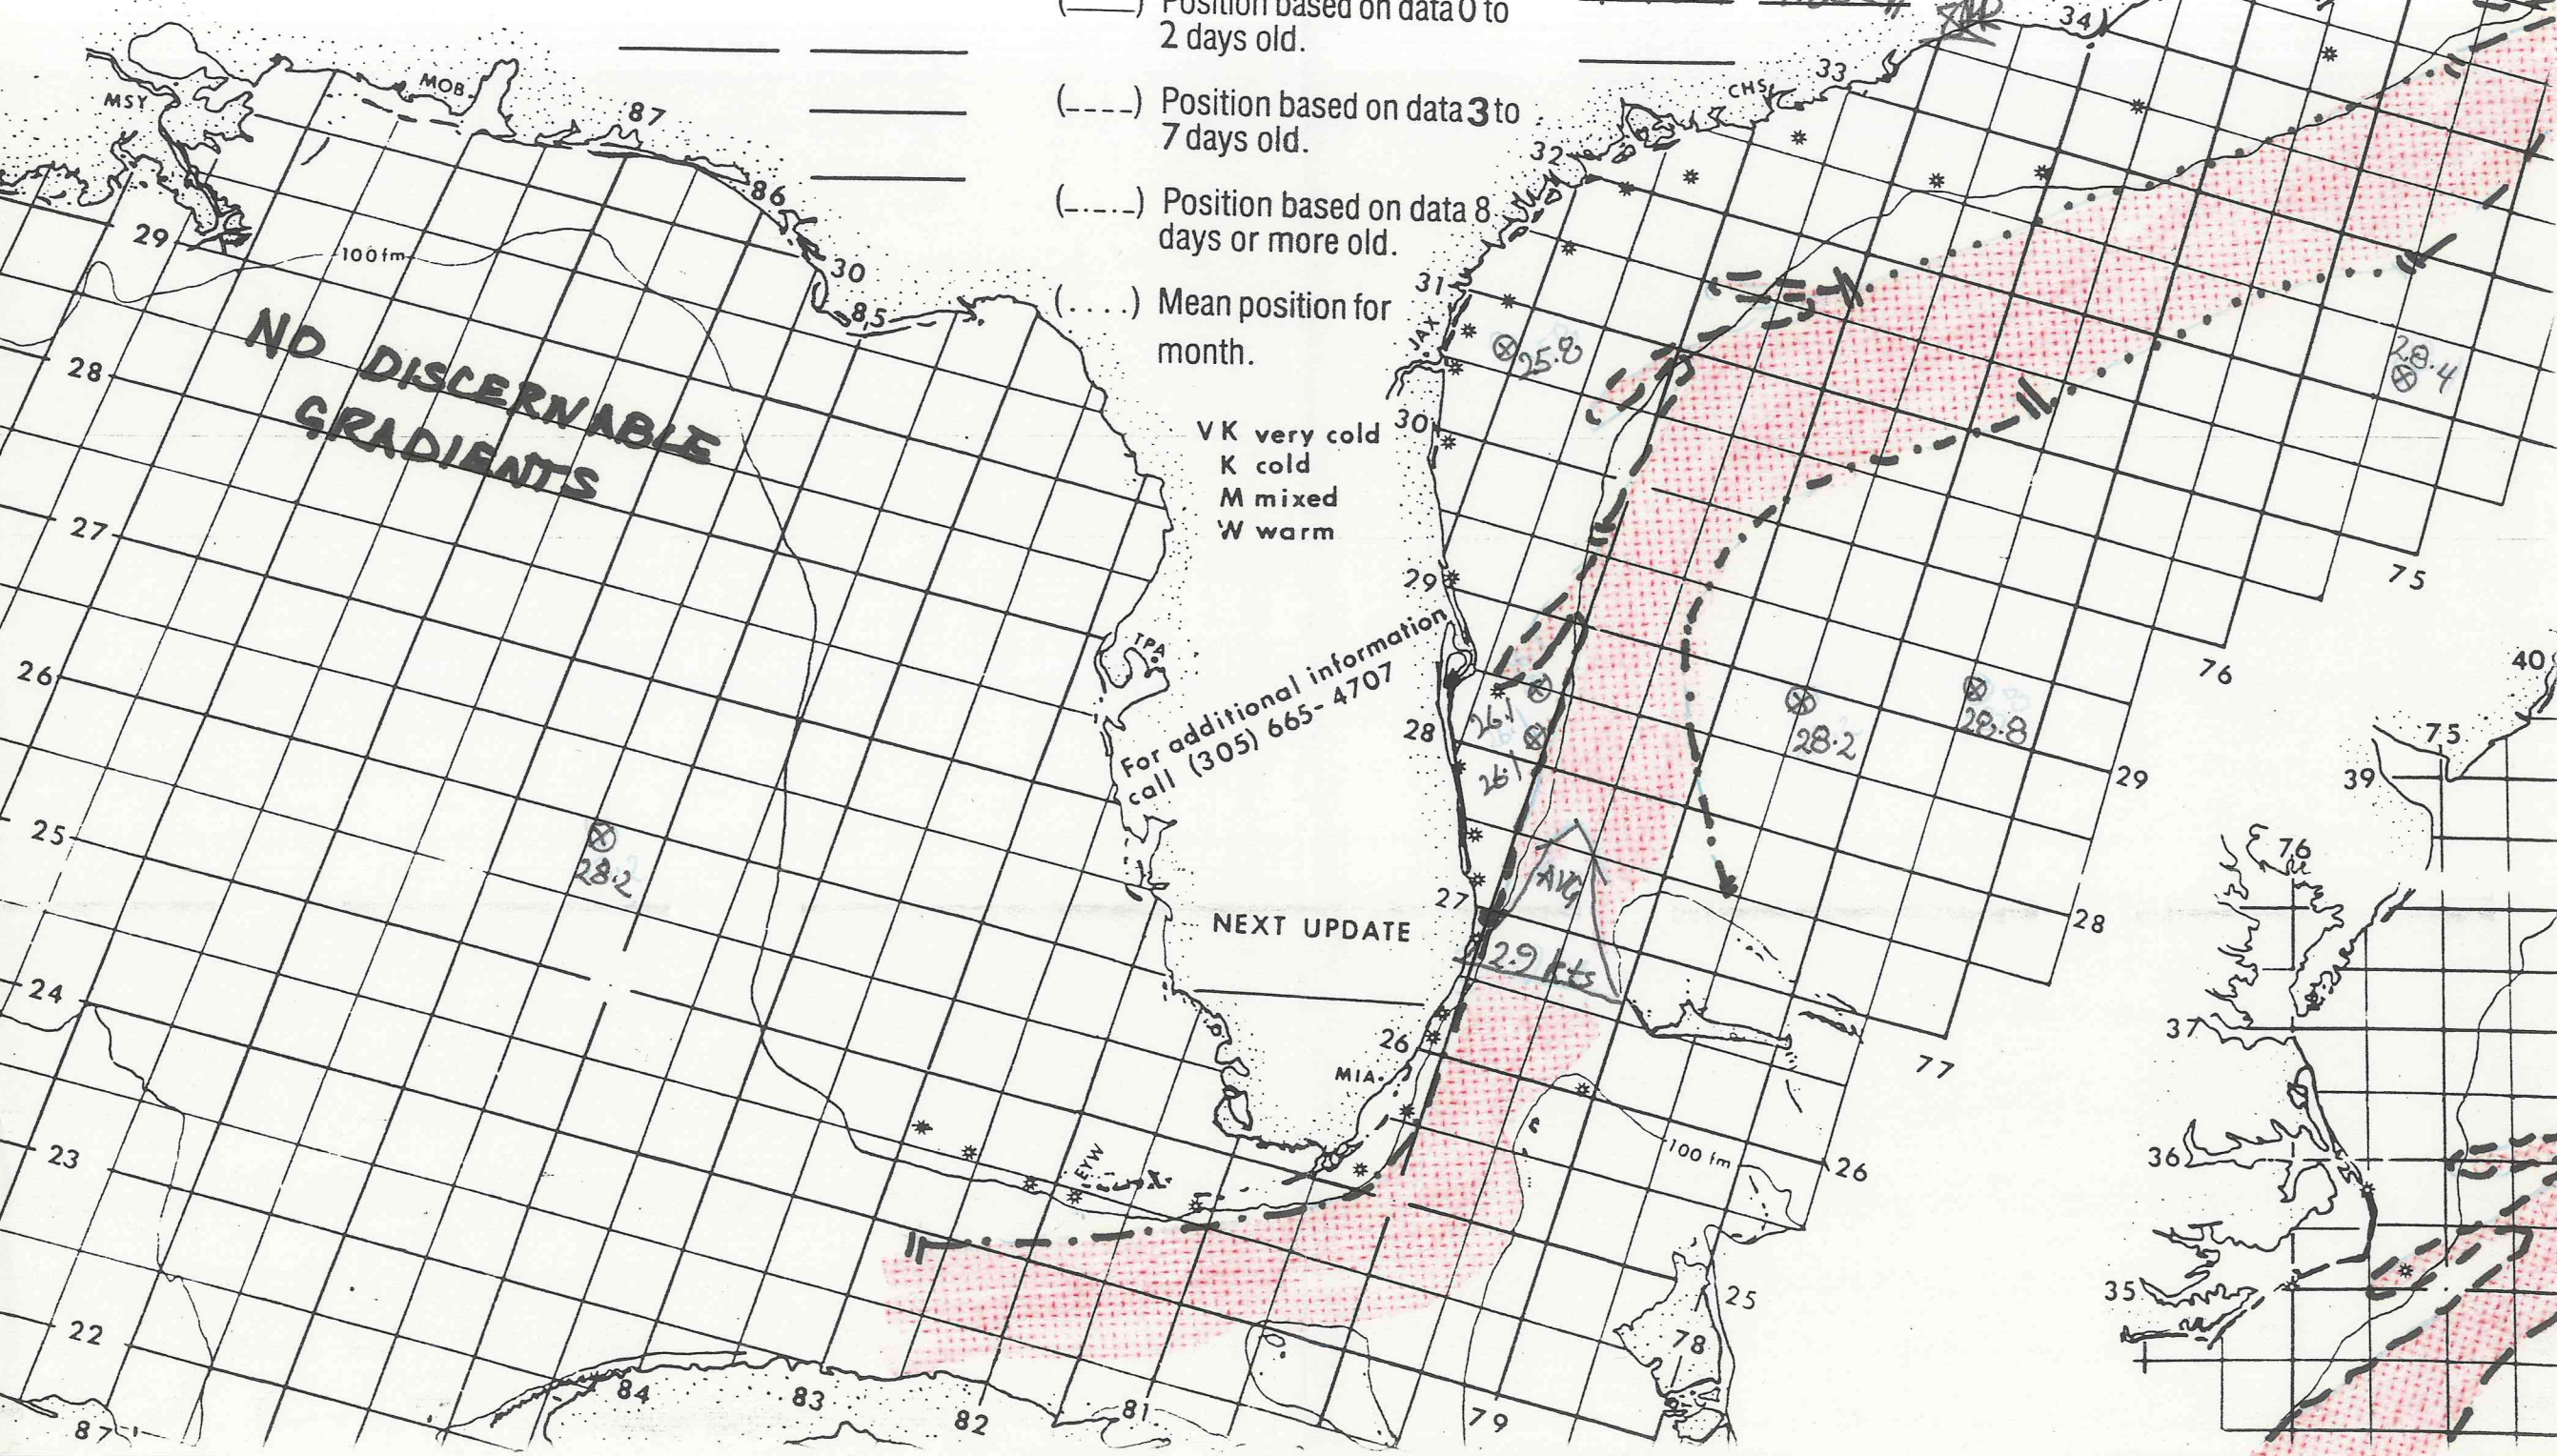 (____) Position based on data 0 to
2 days old.
(_ _ _ _) Position based on data 3 to
7 days old.
(_._._) Position based on data 8
days or more old.
(....) Mean position for
month.
VK very cold
K cold
M mixed
W warm
For additional information
call (305) 665-4707
NEXT UPDATE
NO DISCERNABLE
GRADIENTS
MSY
MOB
87
86
30
85
29
100 fm
28
27
26
25
24
23
22
87
84
83
82
81
79
28.2
TPA
EYW
MIA
26
27
28
29
30
JAX
31
32
CHS
33
34
25.8
28.4
26.1
26.1
28.2
28.8
AVG
2.9 kts
75
76
29
28
77
26
100 fm
25
78
40
75
39
76
37
36
35